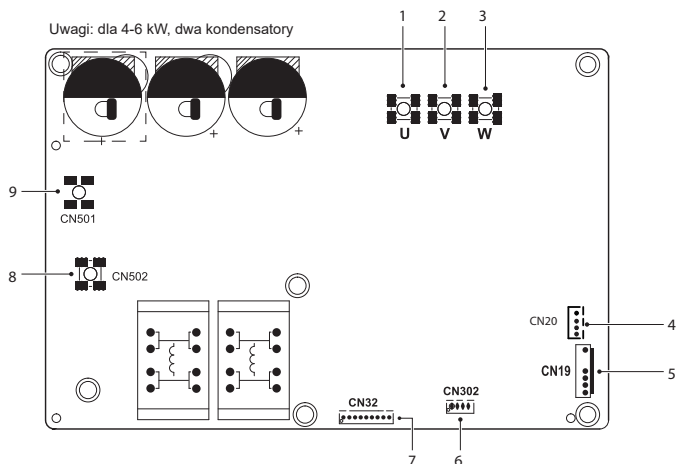 Uwagi: dla 4-6 kW, dwa kondensatory
1 2 3
U V W
+ + +
9
CN501
8 CN502
CN20 4
CN19 5
CN302
CN32
7 6